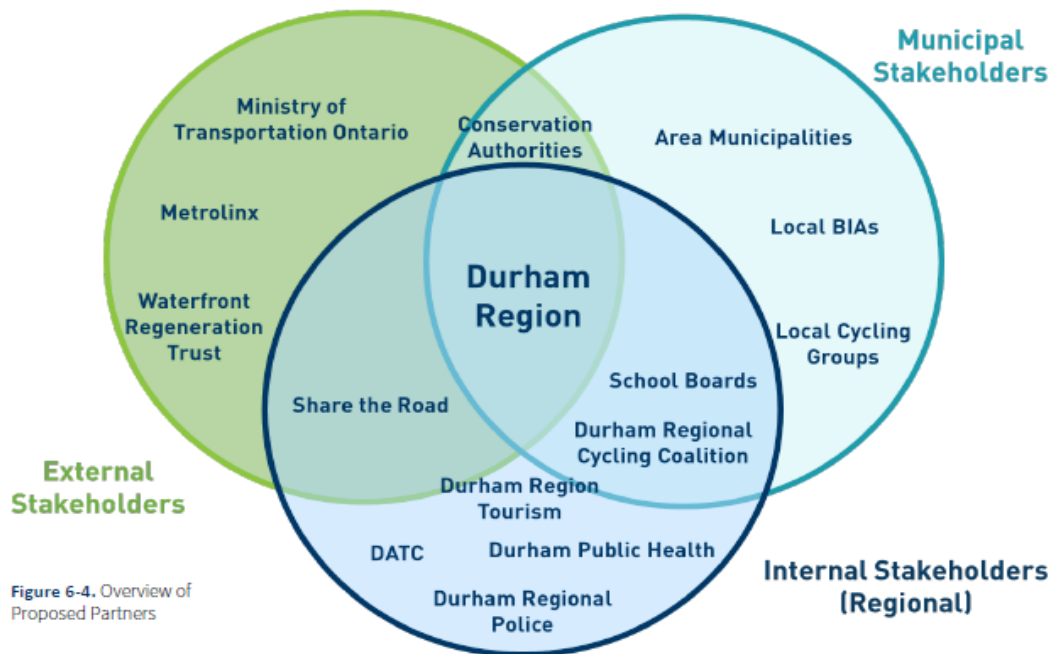 Municipal
Stakeholders
Ministry of
Transportation Ontario
Conservation
Authorities
Area Municipalities
Metrolinx
Local BIAs
Durham
Region
Waterfront
Regeneration
Trust
Local Cycling
Groups
School Boards
Share the Road
Durham Regional
Cycling Coalition
External
Stakeholders
Durham Region
Tourism
DATC
Durham Public Health
Internal Stakeholders
(Regional)
Figure 6-4. Overview of
Proposed Partners
Durham Regional
Police